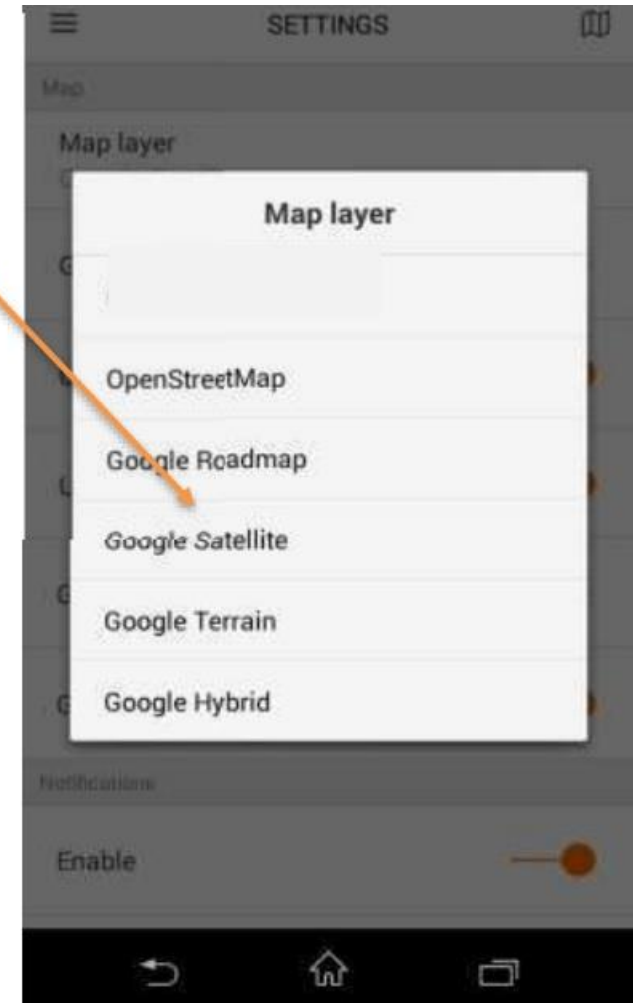 SETTINGS
Map
Map layer
Map layer
OpenStreetMap
Google Roadmap
Google Satellite
Google Terrain
Google Hybrid
Notifications
Enable